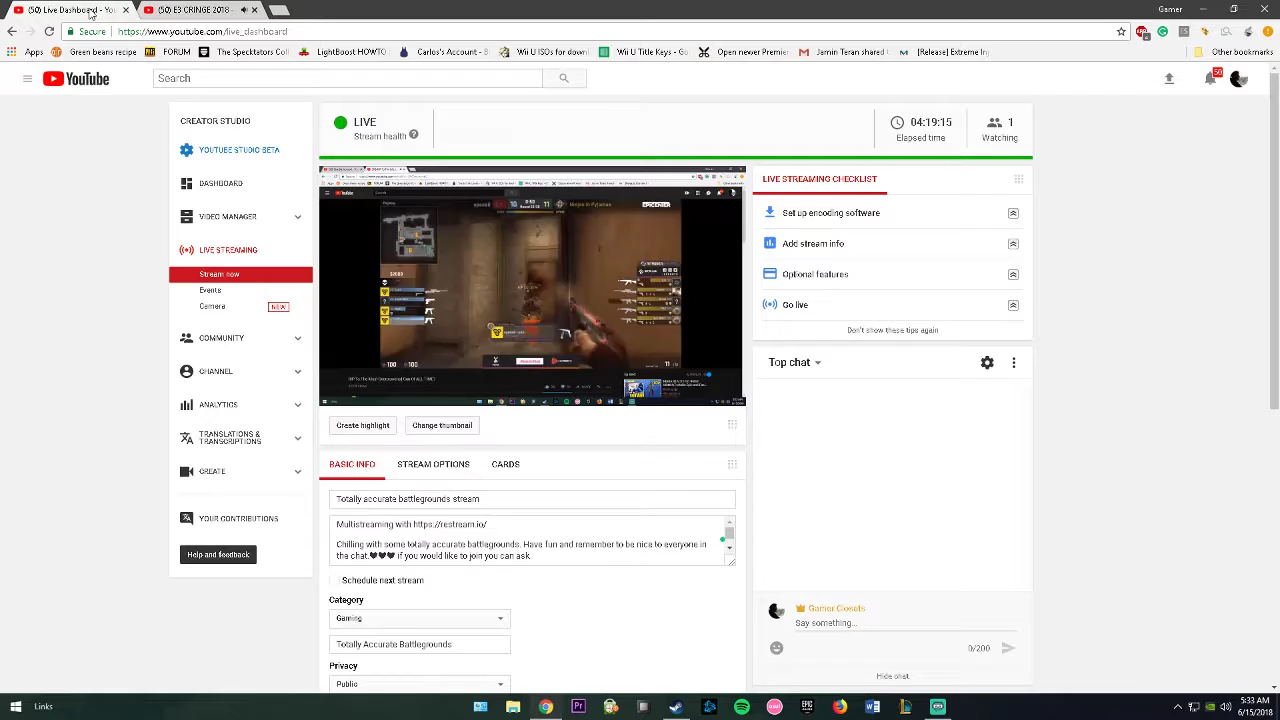 (50) Live Dashboard - You
(50) E3 CRINGE 2018 -
Gamer
Secure
https://www.youtube.com/live_dashboard
Apps
Green beans recipe
FORUM
The Specktators Coll
LightBoost HOWTO
Carlo's Account - B
Wii U ISOs for down
Wii U Title Keys - Go
Open newer Premier
Jamin Teran shared
[Release] Extreme Inj
Other bookmarks
YouTube
Search
50
CREATOR STUDIO
YOUTUBE STUDIO BETA
DASHBOARD
VIDEO MANAGER
LIVE STREAMING
Stream now
Events
Camera
NEW
COMMUNITY
CHANNEL
ANALYTICS
TRANSLATIONS &
TRANSCRIPTIONS
CREATE
YOUR CONTRIBUTIONS
Help and feedback
LIVE
Stream health
04:19:15
Elapsed time
1
Watching
EPICENTER
Create highlight
Change thumbnail
BASIC INFO
STREAM OPTIONS
CARDS
Totally accurate battlegrounds stream
Multistreaming with https://restream.io/
Chilling with some totally accurate battlegrounds. Have fun and remember to be nice to everyone in
the chat.❤❤❤ if you would like to join you can ask.
Schedule next stream
Category
Gaming
Totally Accurate Battlegrounds
Privacy
Public
LIVE STREAMING CHECKLIST
Set up encoding software
Add stream info
Optional features
Go live
Don't show these tips again
Top chat
Gamer Closets
Say something...
0/200
Hide chat
Links
5:33 AM
6/15/2018